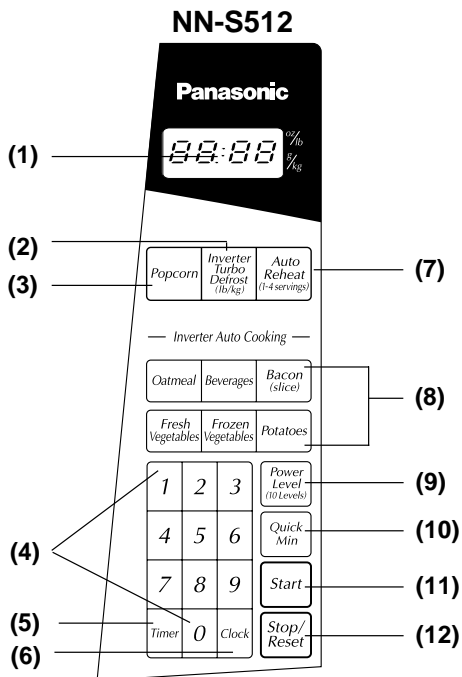 NN-S512
Panasonic
88:88
oz/lb
g/kg
(1)
(2)
(3)
Popcorn
Inverter
Turbo
Defrost
(lb/kg)
Auto
Reheat
(1-4 servings)
(7)
Inverter Auto Cooking
Oatmeal
Beverages
Bacon
(slice)
(8)
Fresh
Vegetables
Frozen
Vegetables
Potatoes
1 2 3
Power
Level
(10 Levels)
(9)
4 5 6
Quick
Min
(10)
(4)
7 8 9
Start
(11)
(5)
(6)
Timer
0
Clock
Stop/
Reset
(12)